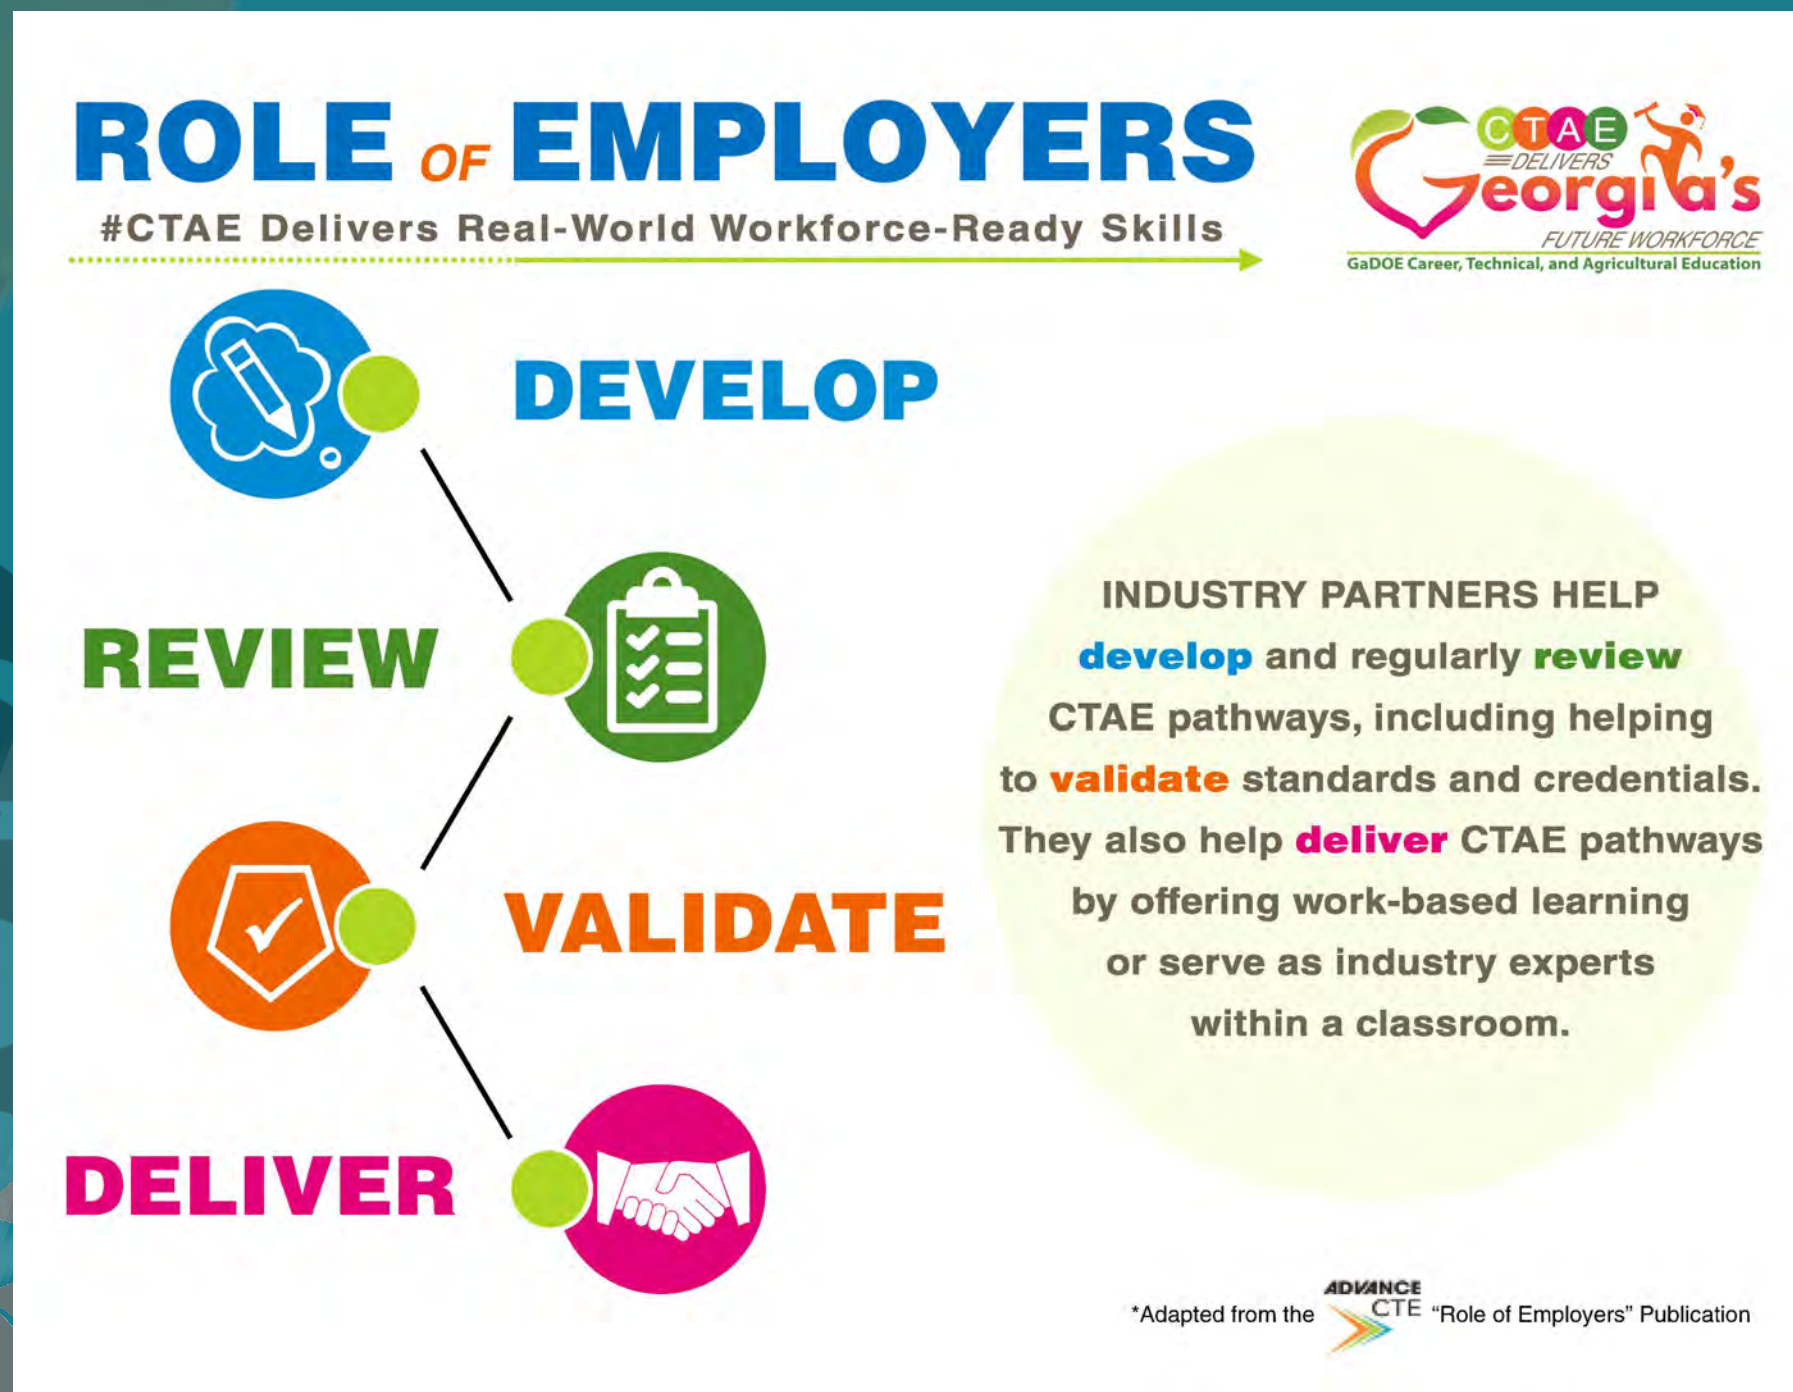 ROLE OF EMPLOYERS
#CTAE Delivers Real-World Workforce-Ready Skills
CTAE
DELIVERS
Georgia's
FUTURE WORKFORCE
GaDOE Career, Technical, and Agricultural Education
DEVELOP
REVIEW
VALIDATE
DELIVER
INDUSTRY PARTNERS HELP
develop and regularly review
CTAE pathways, including helping
to validate standards and credentials.
They also help deliver CTAE pathways
by offering work-based learning
or serve as industry experts
within a classroom.
*Adapted from the ADVANCE CTE "Role of Employers" Publication